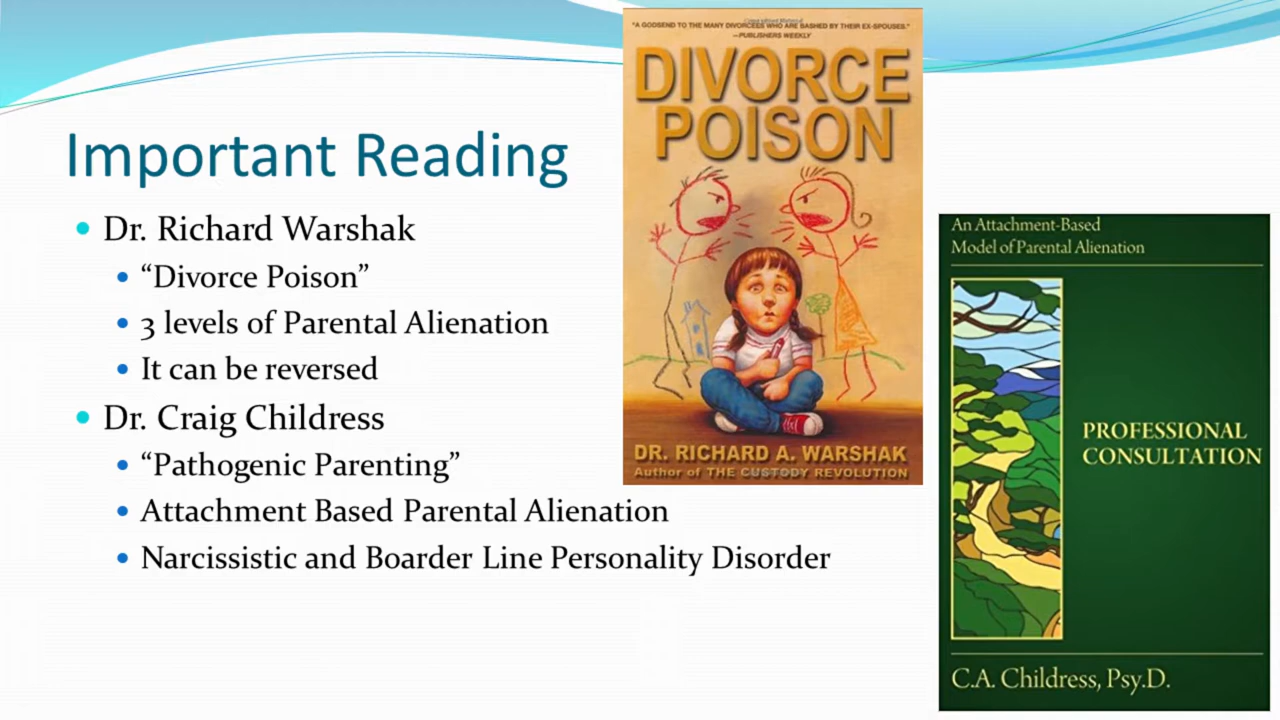 Important Reading
Dr. Richard Warshak
“Divorce Poison”
3 levels of Parental Alienation
It can be reversed
Dr. Craig Childress
“Pathogenic Parenting”
Attachment Based Parental Alienation
Narcissistic and Boarder Line Personality Disorder
"A GODSEND TO THE MANY DIVORCEES WHO ARE BASHED BY THEIR EX-SPOUSES."
—PUBLISHERS WEEKLY
DIVORCE
POISON
DR. RICHARD A. WARSHAK
Author of THE CUSTODY REVOLUTION
An Attachment-Based
Model of Parental Alienation
PROFESSIONAL
CONSULTATION
C.A. Childress, Psy.D.